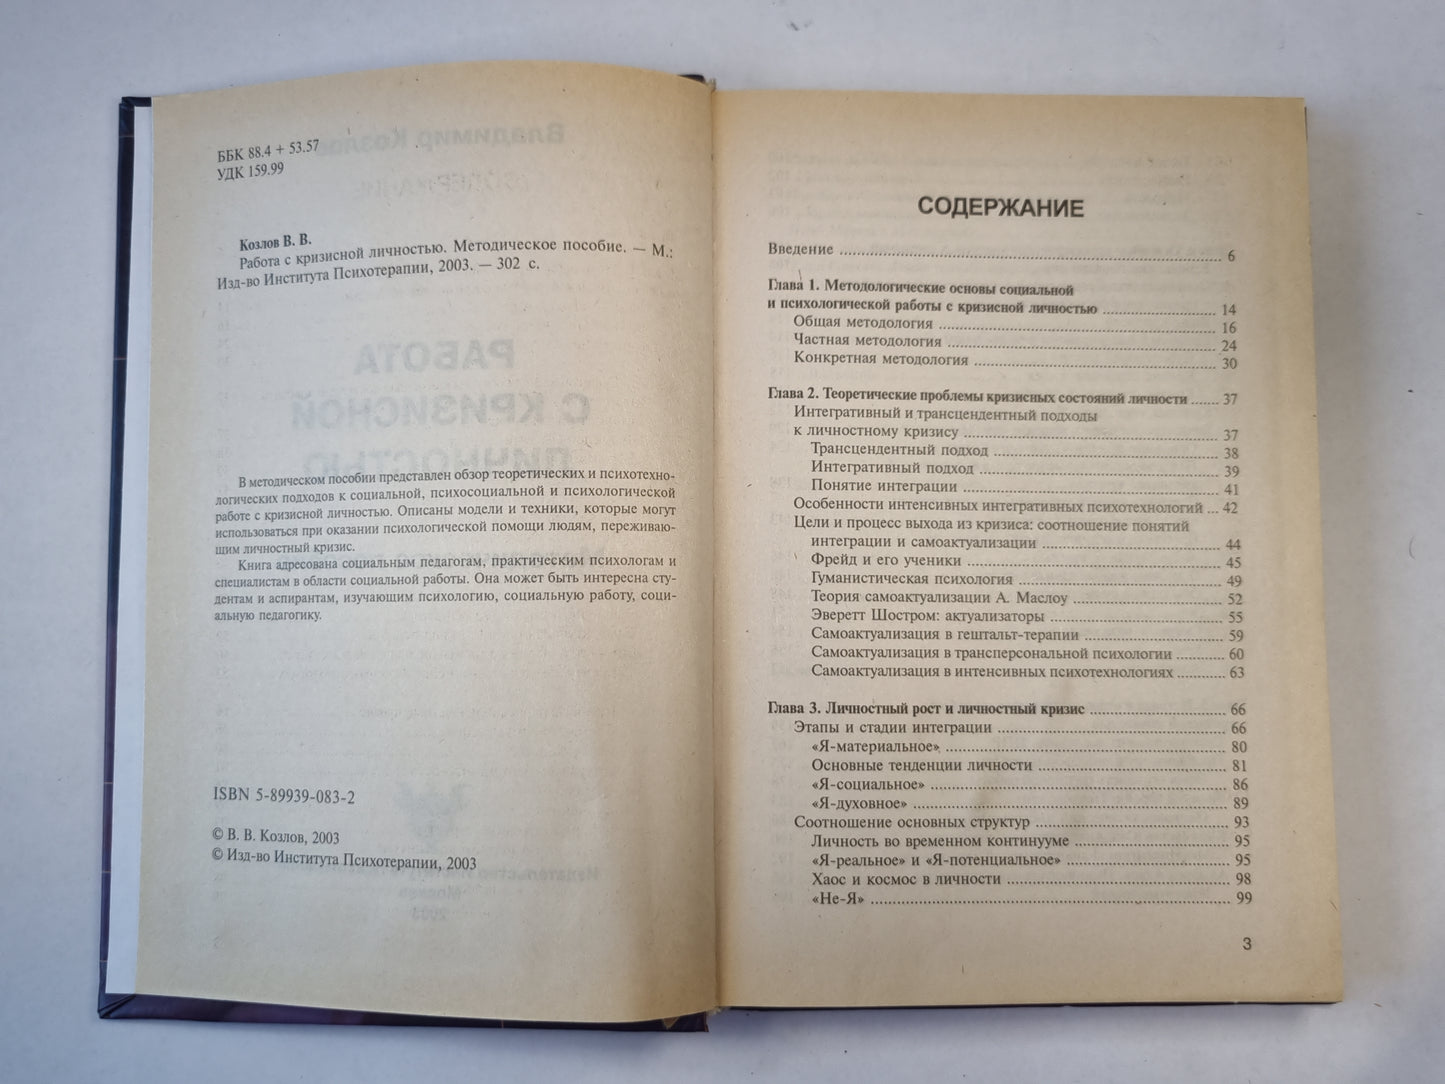 ББК 88.4 + 53.57
УДК 159.99
Козлов В. В.
Работа с кризисной личностью. Методическое пособие. — М.:
Изд-во Института Психотерапии, 2003. — 302 с.
В методическом пособии представлен обзор теоретических и психотехно-
логических подходов к социальной, психосоциальной и психологической
работе с кризисной личностью. Описаны модели и техники, которые могут
использоваться при оказании психологической помощи людям, переживаю-
щим личностный кризис.
Книга адресована социальным педагогам, практическим психологам и
специалистам в области социальной работы. Она может быть интересна сту-
дентам и аспирантам, изучающим психологию, социальную работу, соци-
альную педагогику.
ISBN 5-89939-083-2
© В. В. Козлов, 2003
© Изд-во Института Психотерапии, 2003
СОДЕРЖАНИЕ
Введение ... 6
Глава 1. Методологические основы социальной
и психологической работы с кризисной личностью ... 14
Общая методология ... 16
Частная методология ... 24
Конкретная методология ... 30
Глава 2. Теоретические проблемы кризисных состояний личности ... 37
Интегративный и трансцендентный подходы
к личностному кризису ... 37
Трансцендентный подход ... 38
Интегративный подход ... 39
Понятие интеграции ... 41
Особенности интенсивных интегративных психотехнологий ... 42
Цели и процесс выхода из кризиса: соотношение понятий
интеграции и самоактуализации ... 44
Фрейд и его ученики ... 45
Гуманистическая психология ... 49
Теория самоактуализации А. Маслоу ... 52
Эверетт Шостром: актуализаторы ... 55
Самоактуализация в гештальт-терапии ... 59
Самоактуализация в трансперсональной психологии ... 60
Самоактуализация в интенсивных психотехнологиях ... 63
Глава 3. Личностный рост и личностный кризис ... 66
Этапы и стадии интеграции ... 66
«Я-материальное» ... 80
Основные тенденции личности ... 81
«Я-социальное» ... 86
«Я-духовное» ... 89
Соотношение основных структур ... 93
Личность во временном континууме ... 95
«Я-реальное» и «Я-потенциальное» ... 95
Хаос и космос в личности ... 98
«Не-Я» ... 99
3